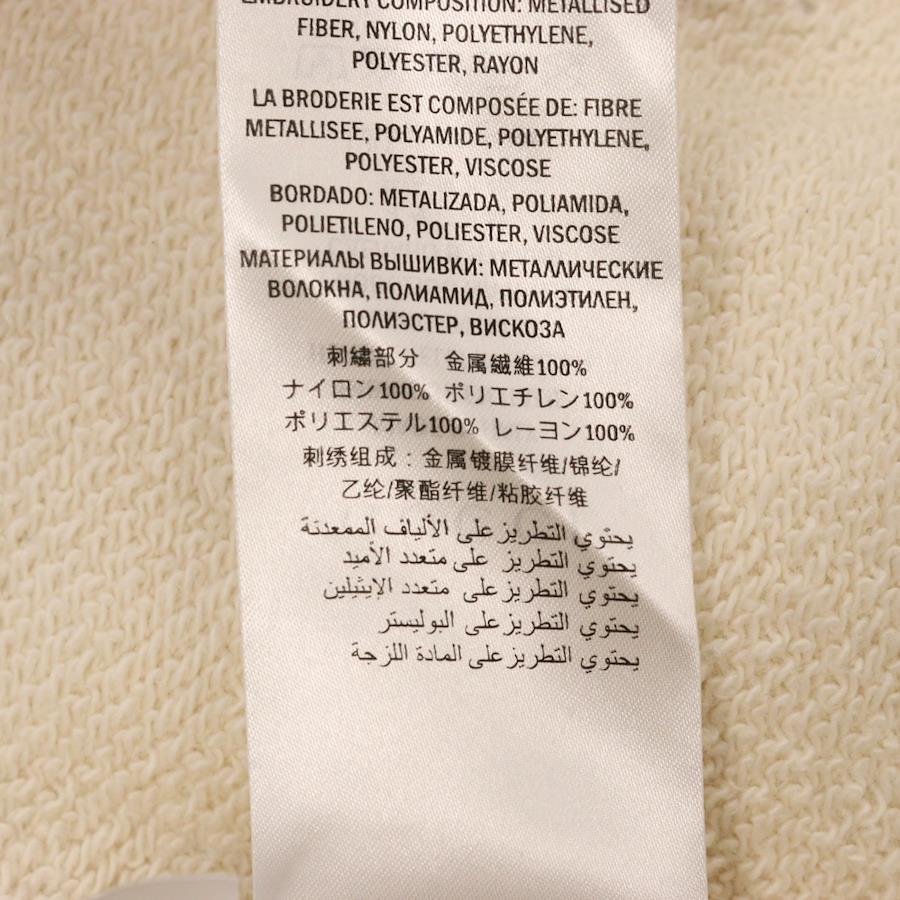 EMBROIDERY COMPOSITION: METALLISED
FIBER, NYLON, POLYETHYLENE,
POLYESTER, RAYON
LA BRODERIE EST COMPOSÉE DE: FIBRE
METALLISEE, POLYAMIDE, POLYETHYLENE,
POLYESTER, VISCOSE
BORDADO: METALIZADA, POLIAMIDA,
POLIETILENO, POLIESTER, VISCOSE
МАТЕРИАЛЫ ВЫШИВКИ: МЕТАЛЛИЧЕСКИЕ
ВОЛОКНА, ПОЛИАМИД, ПОЛИЭТИЛЕН,
ПОЛИЭСТЕР, ВИСКОЗА
刺繍部分 金属繊維100%
ナイロン100% ポリエチレン100%
ポリエステル100% レーヨン100%
刺绣组成：金属镀膜纤维/锦纶/
乙纶/聚酯纤维/粘胶纤维
يحتوي التطريز على الألياف الممعدنة
يحتوي التطريز على متعدد الأميد
يحتوي التطريز على متعدد الإيثيلين
يحتوي التطريز على البوليستر
يحتوي التطريز على المادة اللزجة